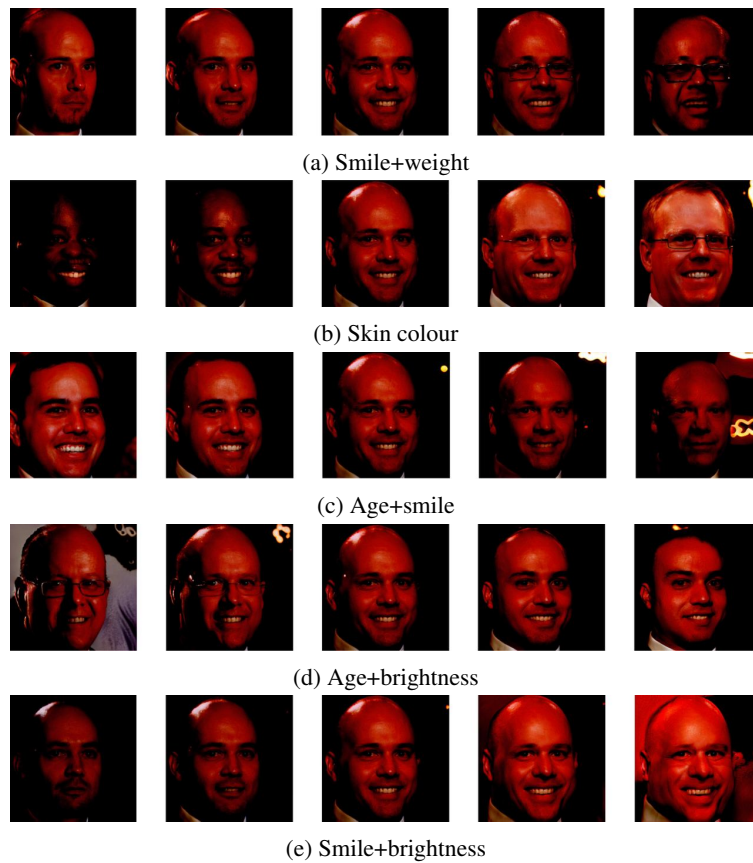 (a) Smile+weight
(b) Skin colour
(c) Age+smile
(d) Age+brightness
(e) Smile+brightness